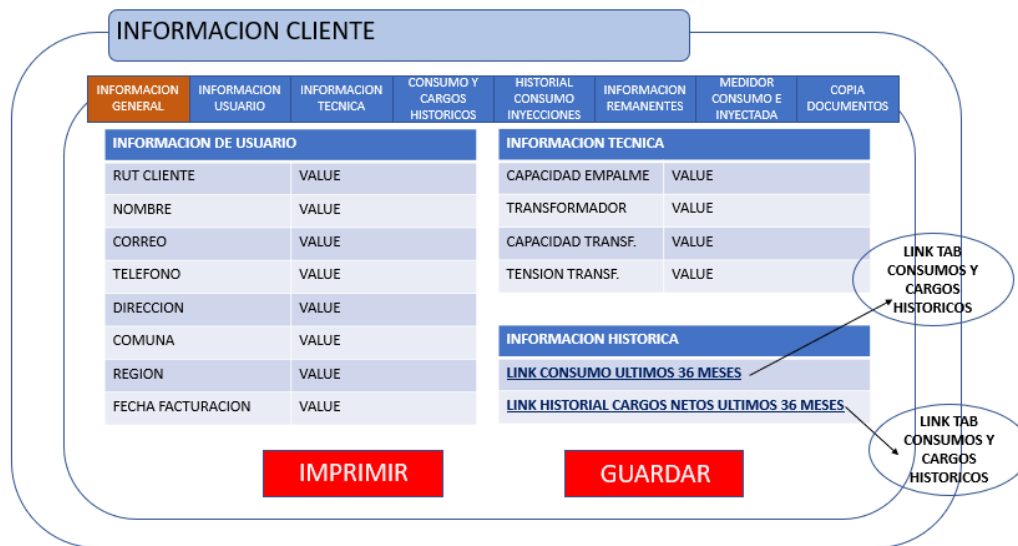 INFORMACION CLIENTE
INFORMACION
GENERAL
INFORMACION
USUARIO
INFORMACION
TECNICA
CONSUMO Y
CARGOS
HISTORICOS
HISTORIAL
CONSUMO
INYECCIONES
INFORMACION
REMANENTES
MEDIDOR
CONSUMO E
INYECTADA
COPIA
DOCUMENTOS
INFORMACION DE USUARIO
RUT CLIENTE VALUE
NOMBRE VALUE
CORREO VALUE
TELEFONO VALUE
DIRECCION VALUE
COMUNA VALUE
REGION VALUE
FECHA FACTURACION VALUE
INFORMACION TECNICA
CAPACIDAD EMPALME VALUE
TRANSFORMADOR VALUE
CAPACIDAD TRANSF. VALUE
TENSION TRANSF. VALUE
INFORMACION HISTORICA
LINK CONSUMO ULTIMOS 36 MESES
LINK HISTORIAL CARGOS NETOS ULTIMOS 36 MESES
LINK TAB
CONSUMOS Y
CARGOS
HISTORICOS
LINK TAB
CONSUMOS Y
CARGOS
HISTORICOS
IMPRIMIR
GUARDAR